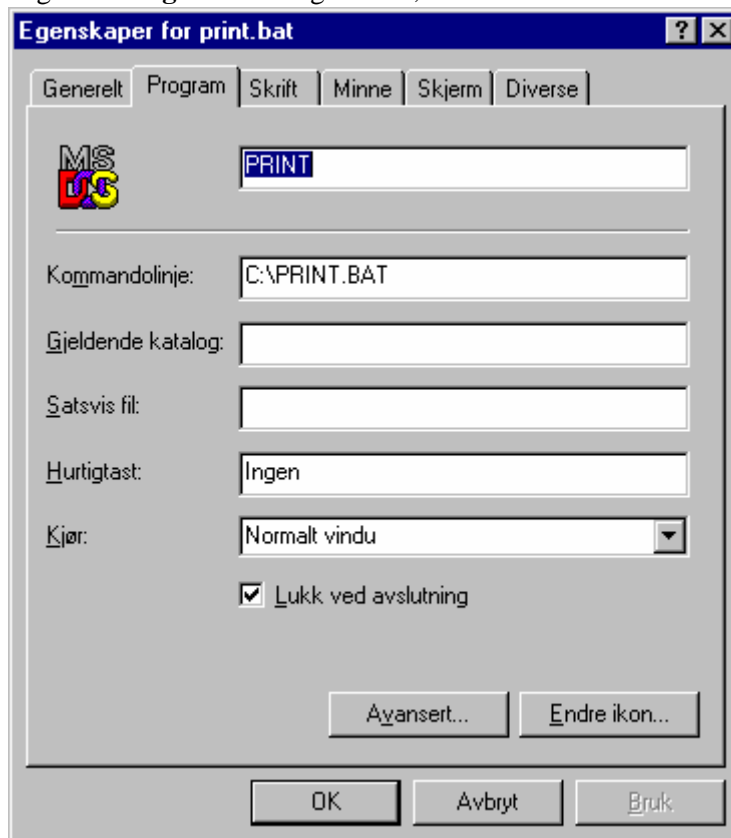 Egenskaper for print.bat
Generelt Program Skrift Minne Skjerm Diverse
MS
DOS
PRINT
Kommandolinje: C:\PRINT.BAT
Gjeldende katalog:
Satsvis fil:
Hurtigtast: Ingen
Kjør: Normalt vindu
Lukk ved avslutning
Avansert... Endre ikon...
OK Avbryt Bruk